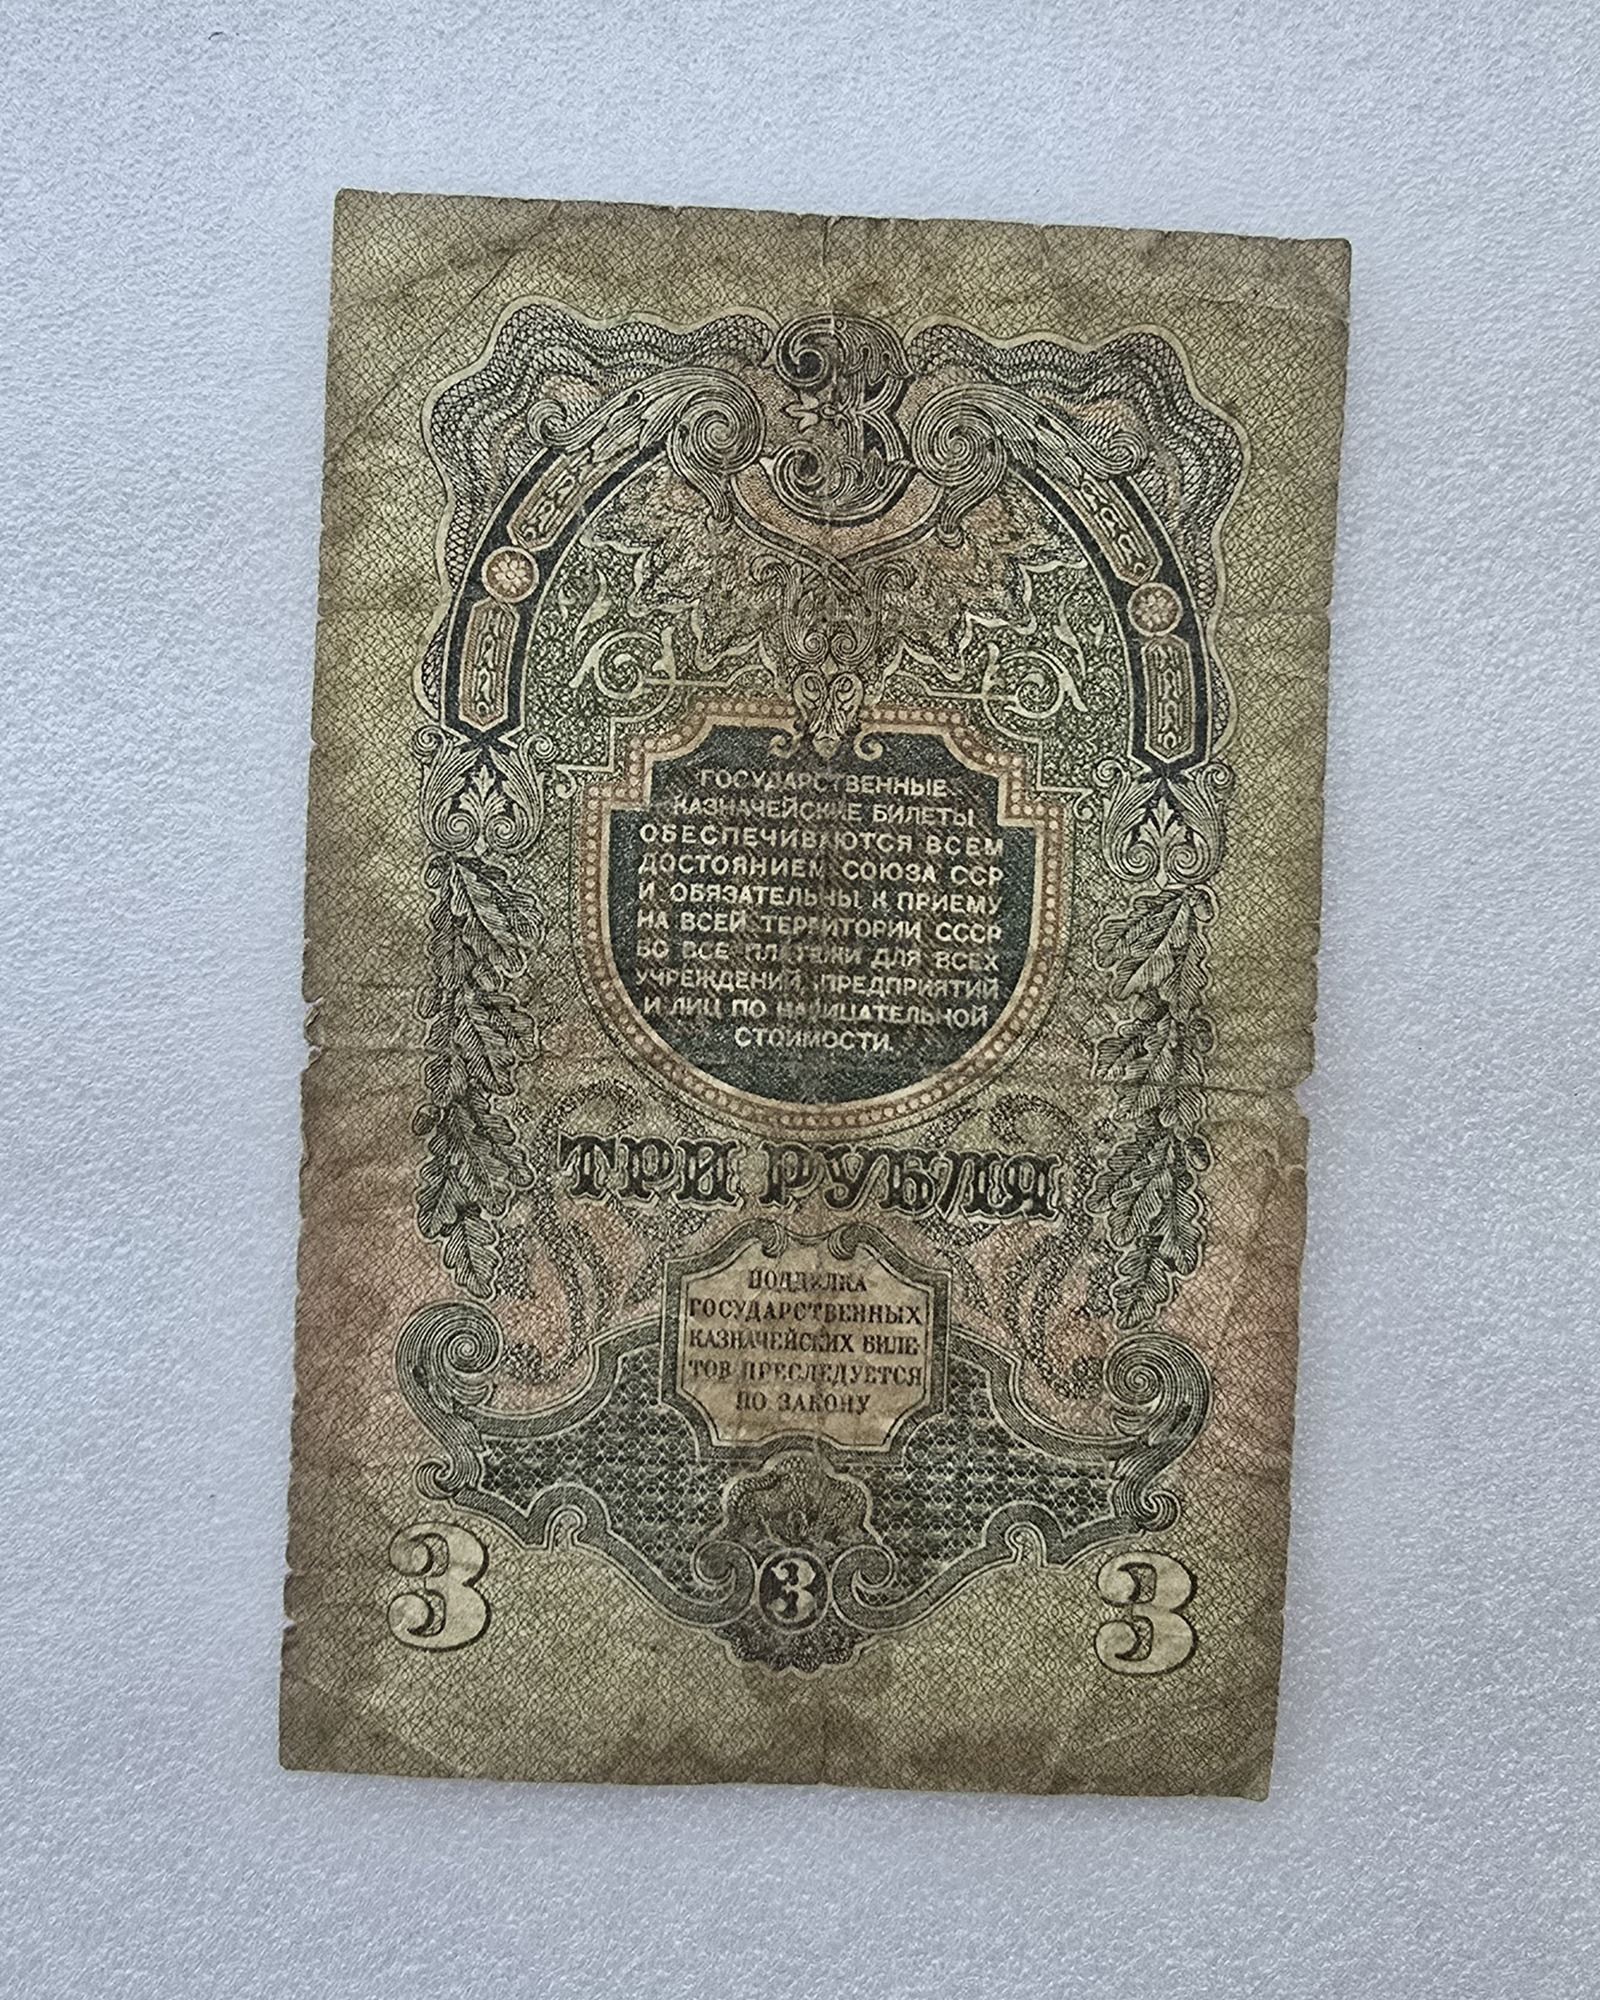 3
ГОСУДАРСТВЕННЫЕ
КАЗНАЧЕЙСКИЕ БИЛЕТЫ
ОБЕСПЕЧИВАЮТСЯ ВСЕМ
ДОСТОЯНИЕМ СОЮЗА ССР
И ОБЯЗАТЕЛЬНЫ К ПРИЕМУ
НА ВСЕЙ ТЕРРИТОРИИ СССР
ВО ВСЕ ПЛАТЕЖИ ДЛЯ ВСЕХ
УЧРЕЖДЕНИЙ, ПРЕДПРИЯТИЙ
И ЛИЦ ПО НАРИЦАТЕЛЬНОЙ
СТОИМОСТИ.
ТРИ РУБЛЯ
ПОДДЕЛКА
ГОСУДАРСТВЕННЫХ
КАЗНАЧЕЙСКИХ БИЛЕ-
ТОВ ПРЕСЛЕДУЕТСЯ
ПО ЗАКОНУ
3 3 3